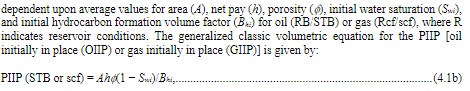 dependent upon average values for area (A), net pay (h), porosity (ϕ), initial water saturation (Swi),
and initial hydrocarbon formation volume factor (Bhi) for oil (RB/STB) or gas (Rcf/scf), where R
indicates reservoir conditions. The generalized classic volumetric equation for the PIIP [oil
initially in place (OIIP) or gas initially in place (GIIP)] is given by:
PIIP (STB or scf) = Ahϕ(1 − Swi)/Bhi,..........................................................................(4.1b)